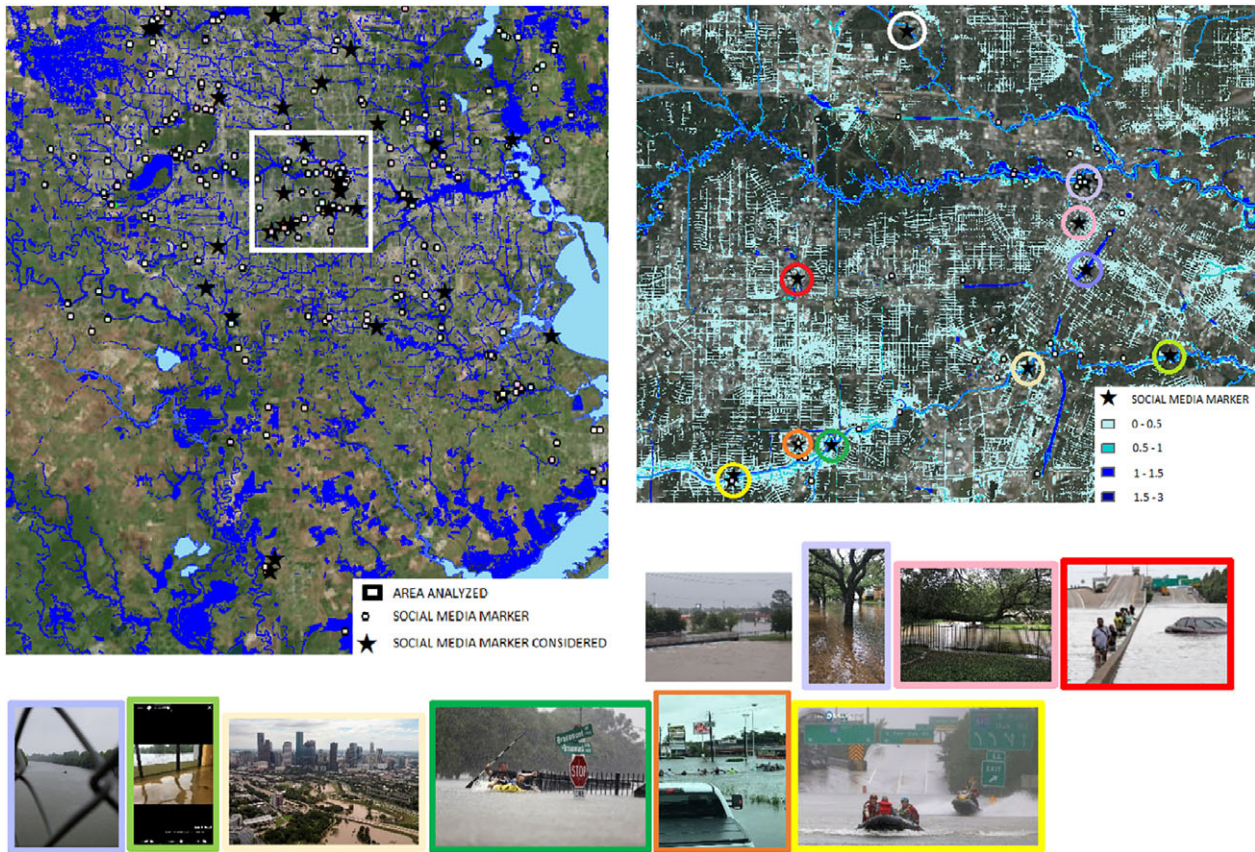 AREA ANALYZED
SOCIAL MEDIA MARKER
SOCIAL MEDIA MARKER CONSIDERED
SOCIAL MEDIA MARKER
0 - 0.5
0.5 - 1
1 - 1.5
1.5 - 3
STOP
EXIT